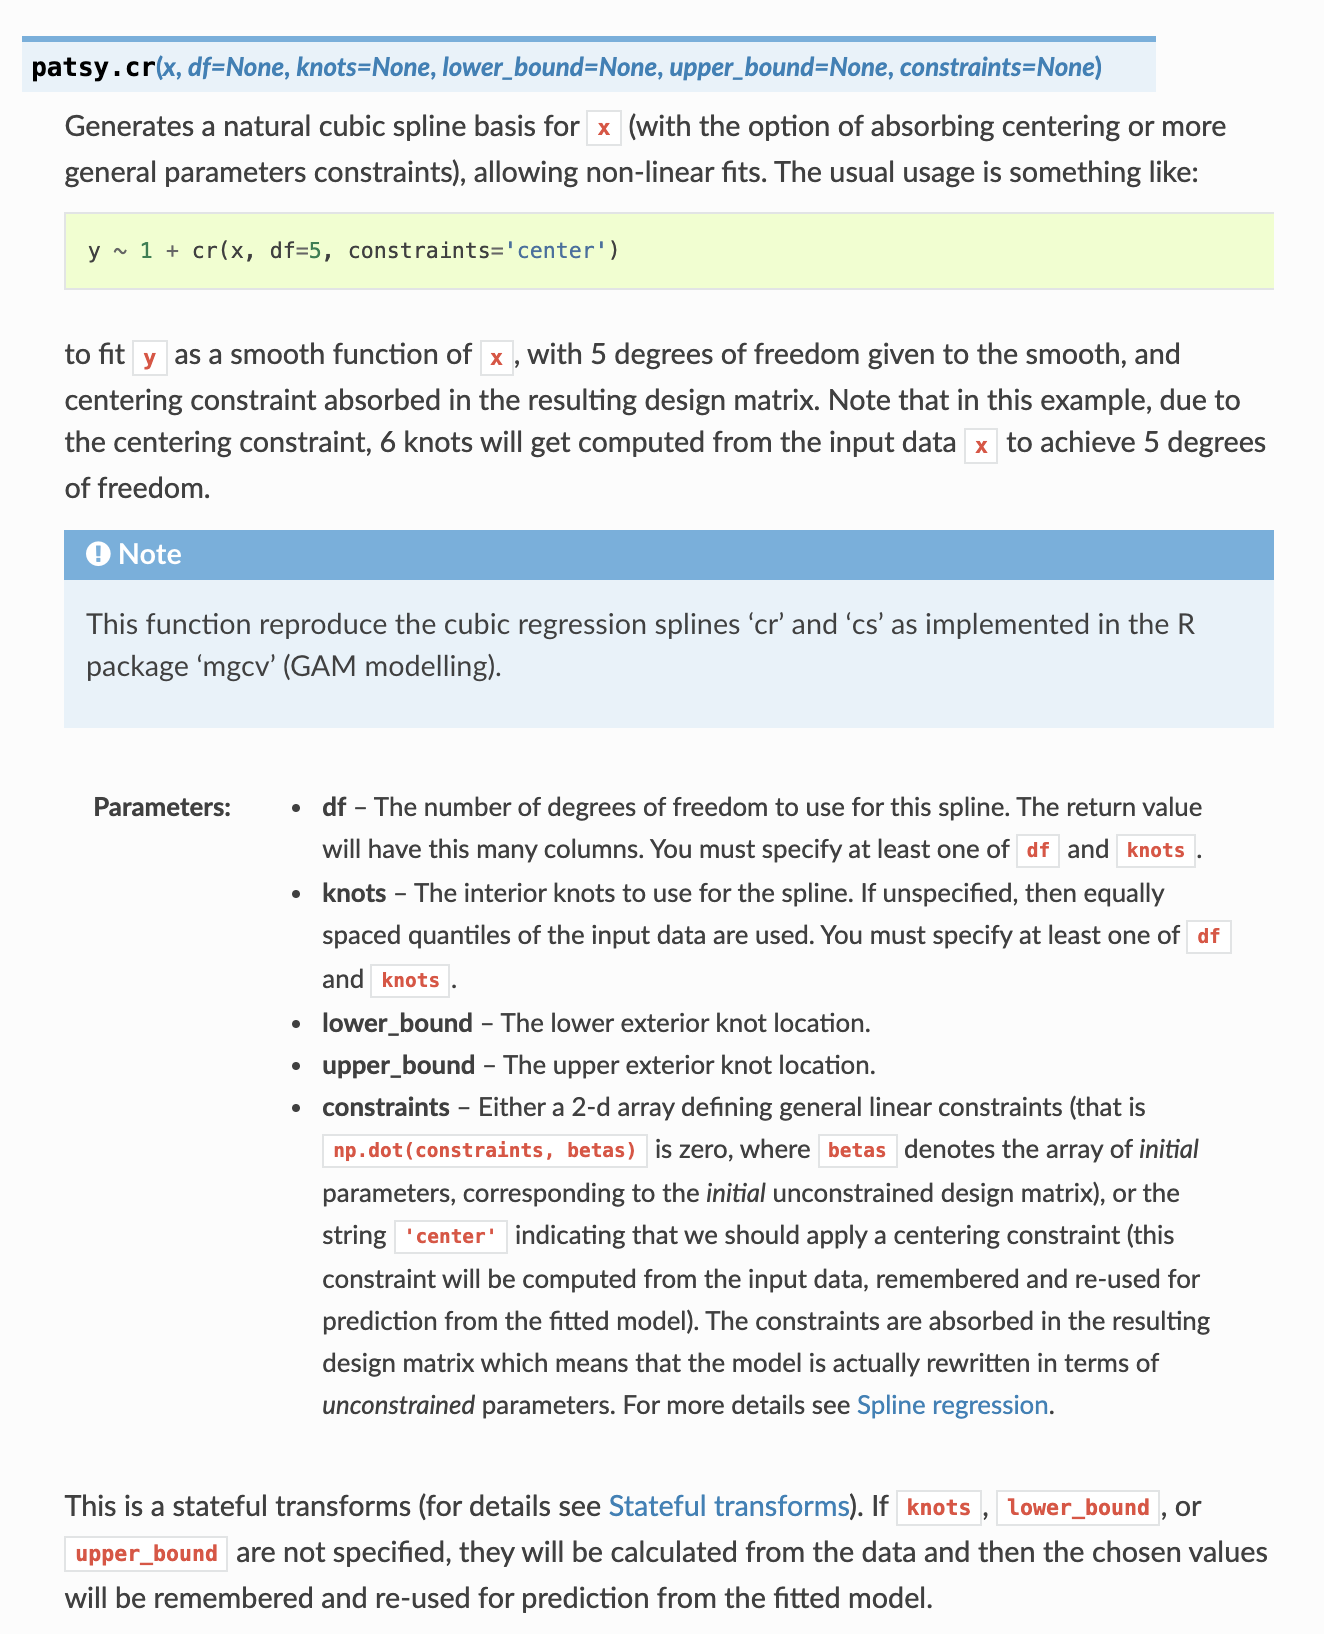 patsy.cr(x, df=None, knots=None, lower_bound=None, upper_bound=None, constraints=None)
Generates a natural cubic spline basis for x (with the option of absorbing centering or more
general parameters constraints), allowing non-linear fits. The usual usage is something like:
y ~ 1 + cr(x, df=5, constraints='center')
to fit y as a smooth function of x, with 5 degrees of freedom given to the smooth, and
centering constraint absorbed in the resulting design matrix. Note that in this example, due to
the centering constraint, 6 knots will get computed from the input data x to achieve 5 degrees
of freedom.
Note
This function reproduce the cubic regression splines ‘cr’ and ‘cs’ as implemented in the R
package ‘mgcv’ (GAM modelling).
Parameters:
• df – The number of degrees of freedom to use for this spline. The return value
will have this many columns. You must specify at least one of df and knots.
• knots – The interior knots to use for the spline. If unspecified, then equally
spaced quantiles of the input data are used. You must specify at least one of df
and knots.
• lower_bound – The lower exterior knot location.
• upper_bound – The upper exterior knot location.
• constraints – Either a 2-d array defining general linear constraints (that is
np.dot(constraints, betas) is zero, where betas denotes the array of initial
parameters, corresponding to the initial unconstrained design matrix), or the
string 'center' indicating that we should apply a centering constraint (this
constraint will be computed from the input data, remembered and re-used for
prediction from the fitted model). The constraints are absorbed in the resulting
design matrix which means that the model is actually rewritten in terms of
unconstrained parameters. For more details see Spline regression.
This is a stateful transforms (for details see Stateful transforms). If knots, lower_bound, or
upper_bound are not specified, they will be calculated from the data and then the chosen values
will be remembered and re-used for prediction from the fitted model.